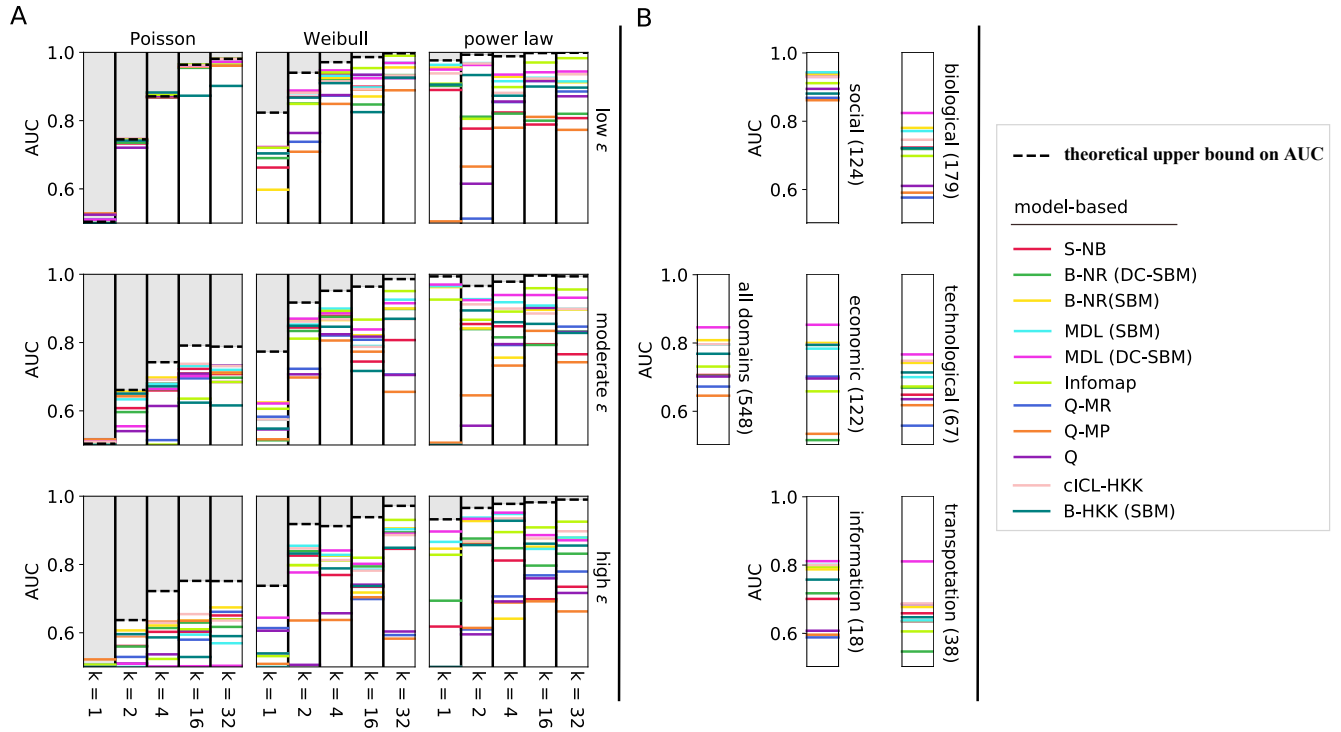 A
B
Poisson
Weibull
power law
1.0
0.8
0.6
AUC
low ε
1.0
0.8
0.6
AUC
moderate ε
1.0
0.8
0.6
AUC
high ε
k = 1
k = 2
k = 4
k = 16
k = 32
k = 1
k = 2
k = 4
k = 16
k = 32
k = 1
k = 2
k = 4
k = 16
k = 32
1.0
0.8
0.6
AUC
social (124)
biological (179)
1.0
0.8
0.6
AUC
all domains (548)
economic (122)
technological (67)
1.0
0.8
0.6
AUC
information (18)
transpotation (38)
theoretical upper bound on AUC
model-based
S-NB
B-NR (DC-SBM)
B-NR(SBM)
MDL (SBM)
MDL (DC-SBM)
Infomap
Q-MR
Q-MP
Q
cICL-HKK
B-HKK (SBM)